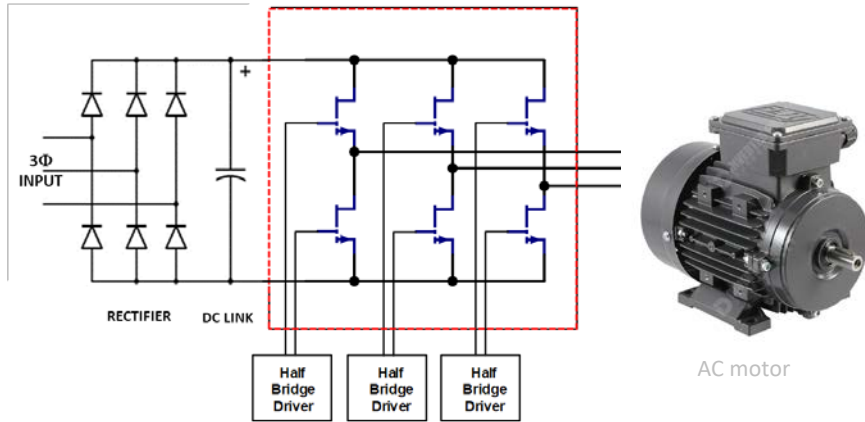 +
3Φ
INPUT
RECTIFIER
DC LINK
Half
Bridge
Driver
Half
Bridge
Driver
Half
Bridge
Driver
AC motor